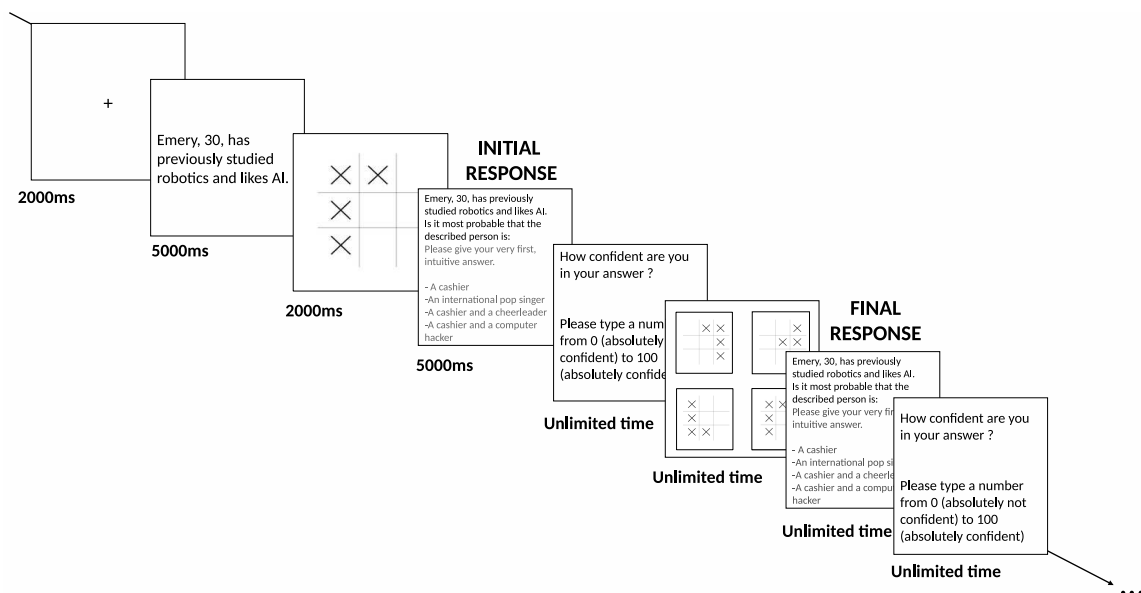 +
2000ms
Emery, 30, has
previously studied
robotics and likes AI.
5000ms
2000ms
INITIAL
RESPONSE
Emery, 30, has previously
studied robotics and likes AI.
Is it most probable that the
described person is:
Please give your very first,
intuitive answer.
- A cashier
-An international pop singer
-A cashier and a cheerleader
-A cashier and a computer
hacker
5000ms
How confident are you
in your answer ?
Please type a num
from 0 (absolutely
confident) to 100
(absolutely confide
Unlimited time
Unlimited time
FINAL
RESPONSE
Emery, 30, has previously
studied robotics and likes AI.
Is it most probable that the
described person is:
Please give your very fir
intuitive answer.
- A cashier
-An international pop si
-A cashier and a cheerle
-A cashier and a compu
hacker
Unlimited time
How confident are you
in your answer ?
Please type a number
from 0 (absolutely not
confident) to 100
(absolutely confident)
Unlimited time